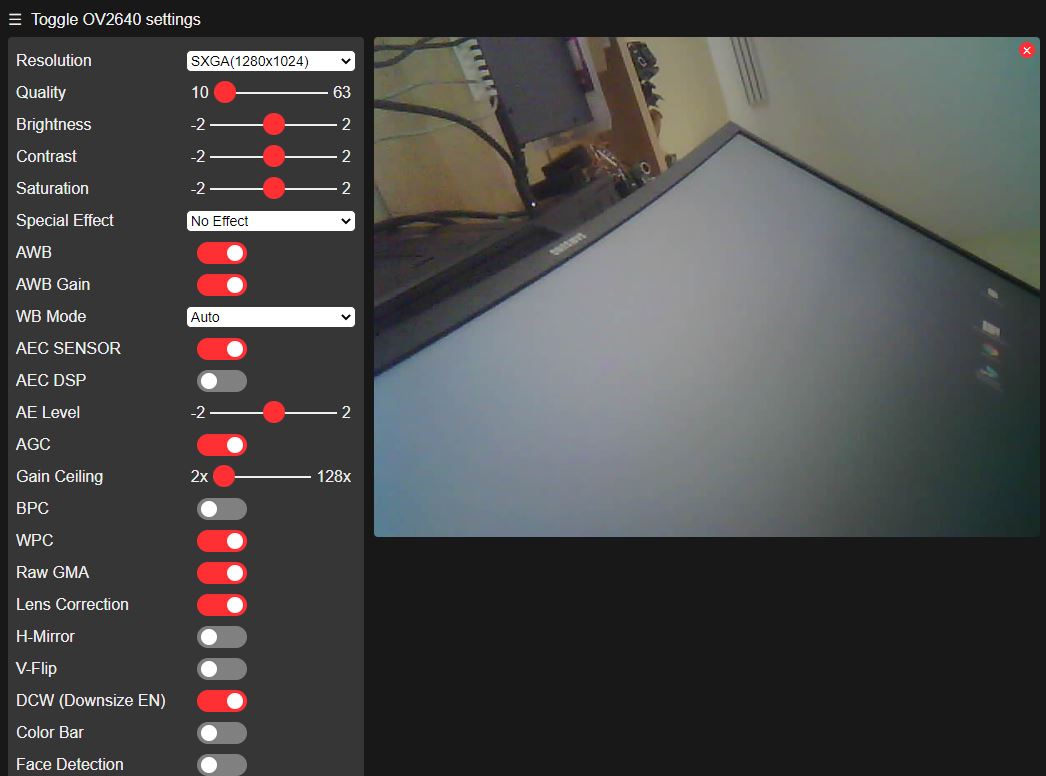 ☰ Toggle OV2640 settings
Resolution SXGA(1280x1024)
Quality 10 63
Brightness -2 2
Contrast -2 2
Saturation -2 2
Special Effect No Effect
AWB
AWB Gain
WB Mode Auto
AEC SENSOR
AEC DSP
AE Level -2 2
AGC
Gain Ceiling 2x 128x
BPC
WPC
Raw GMA
Lens Correction
H-Mirror
V-Flip
DCW (Downsize EN)
Color Bar
Face Detection
SAMSUNG